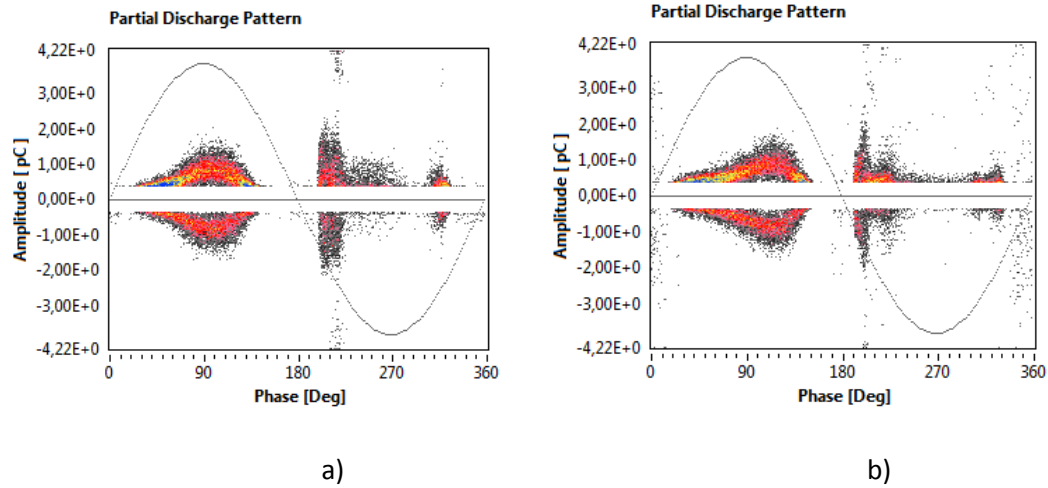 Partial Discharge Pattern
4,22E+0
3,00E+0
2,00E+0
1,00E+0
0,00E+0
-1,00E+0
-2,00E+0
-3,00E+0
-4,22E+0
Amplitude [ pC ]
0 90 180 270 360
Phase [Deg]
a)
Partial Discharge Pattern
4,22E+0
3,00E+0
2,00E+0
1,00E+0
0,00E+0
-1,00E+0
-2,00E+0
-3,00E+0
-4,22E+0
Amplitude [ pC ]
0 90 180 270 360
Phase [Deg]
b)